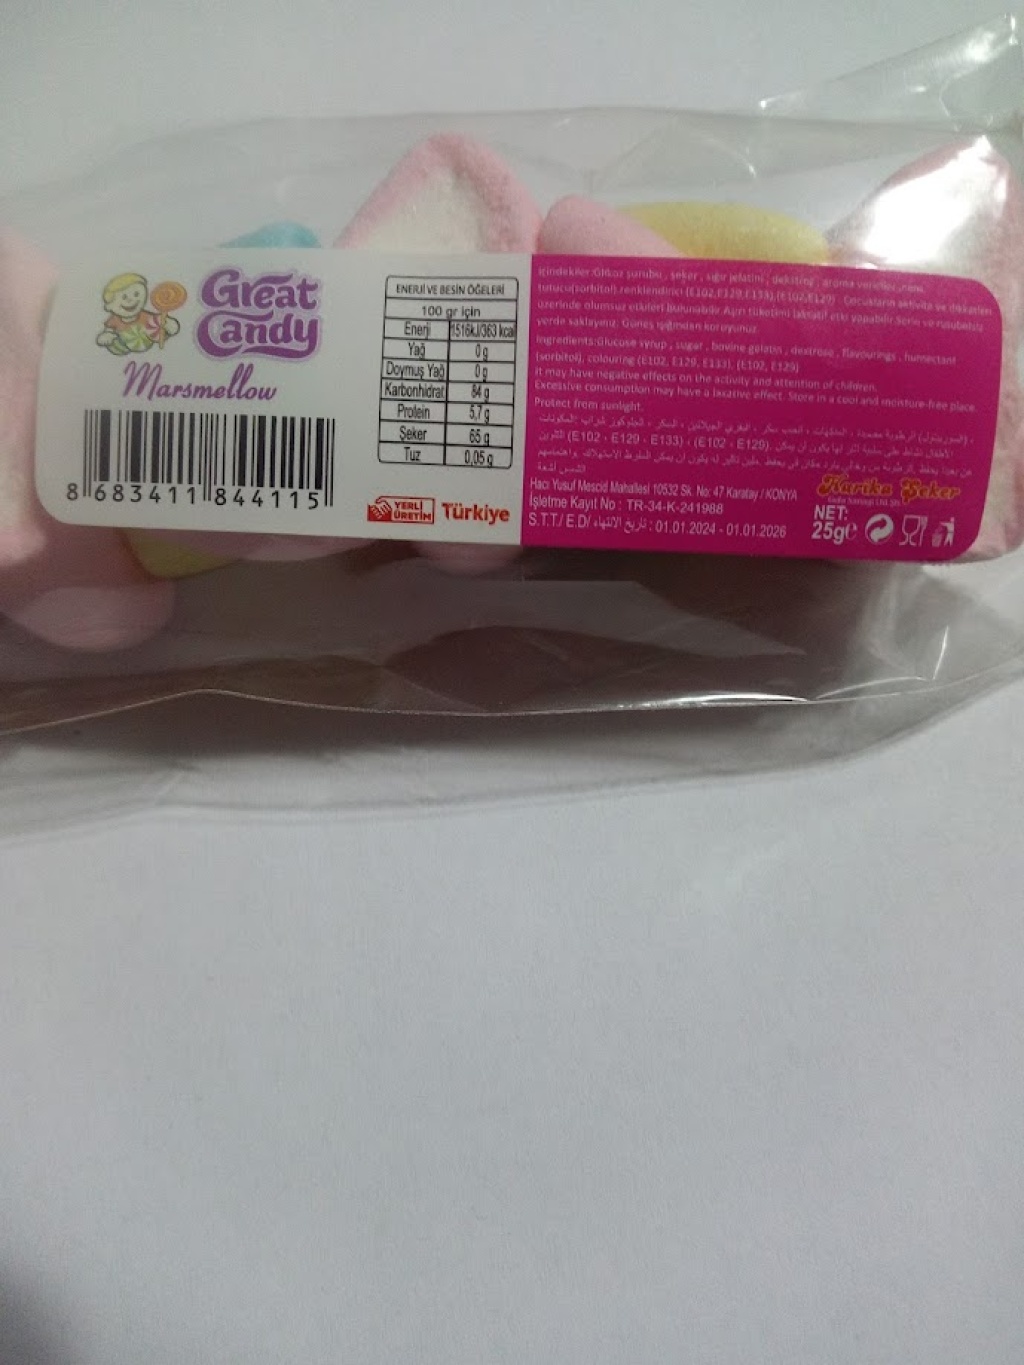 Great
Candy
Marsmellow
8 683411 844115
ENERJİ VE BESİN ÖĞELERİ
100 gr için
Enerji 1516kJ/363 kcal
Yağ 0 g
Doymuş Yağ 0 g
Karbonhidrat 84 g
Protein 5,7 g
Şeker 65 g
Tuz 0,05 g
YERLİ
ÜRETİM
Türkiye
İçindekiler:Glikoz şurubu , şeker , sığır jelatini , dekstroz , aroma vericiler , nem
tutucu(sorbitol),renklendirici (E102,E129,E133),(E102,E129) Çocukların aktivite ve dikkatleri
üzerinde olumsuz etkileri bulunabilir. Aşırı tüketimi laksatif etki yapabilir. Serin ve rutubetsiz
yerde saklayınız. Güneş ışığından koruyunuz.
Ingredients:Glucose syrup , sugar , bovine gelatin , dextrose , flavourings , humectant
(sorbitol), colouring (E102, E129, E133), (E102, E129)
it may have negative effects on the activity and attention of children.
Excessive consumption may have a laxative effect. Store in a cool and moisture-free place.
Protect from sunlight.
(E102 - E129 - E133) ، (E102 - E129)
Hacı Yusuf Mescid Mahallesi 10532 Sk. No: 47 Karatay / KONYA
İşletme Kayıt No : TR-34-K-241988
S.T.T/ E.D/ تاريخ الانتهاء : 01.01.2024 - 01.01.2026
Harika Şeker
NET:
25g℮